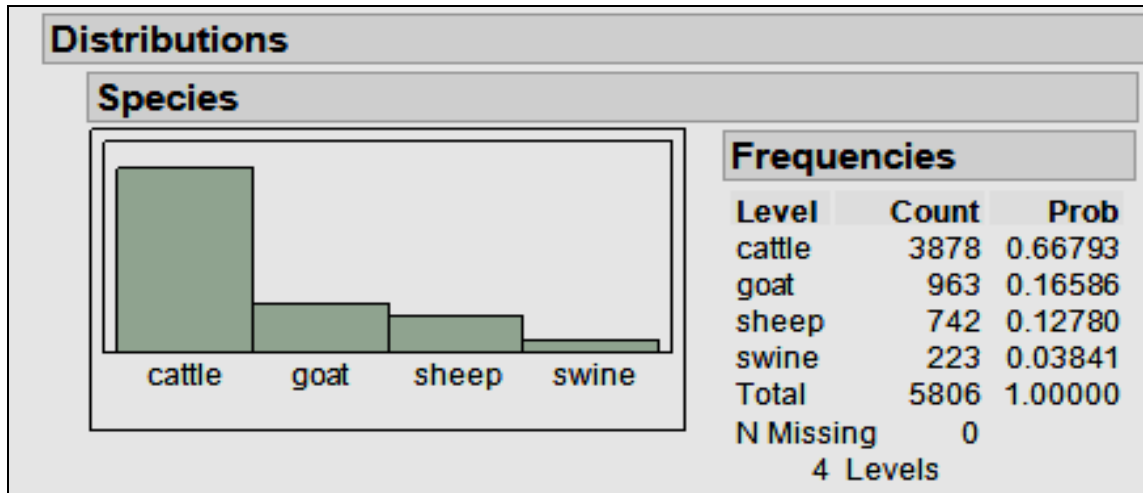 Distributions
Species
cattle goat sheep swine
Frequencies
Level Count Prob
cattle 3878 0.66793
goat 963 0.16586
sheep 742 0.12780
swine 223 0.03841
Total 5806 1.00000
N Missing 0
4 Levels